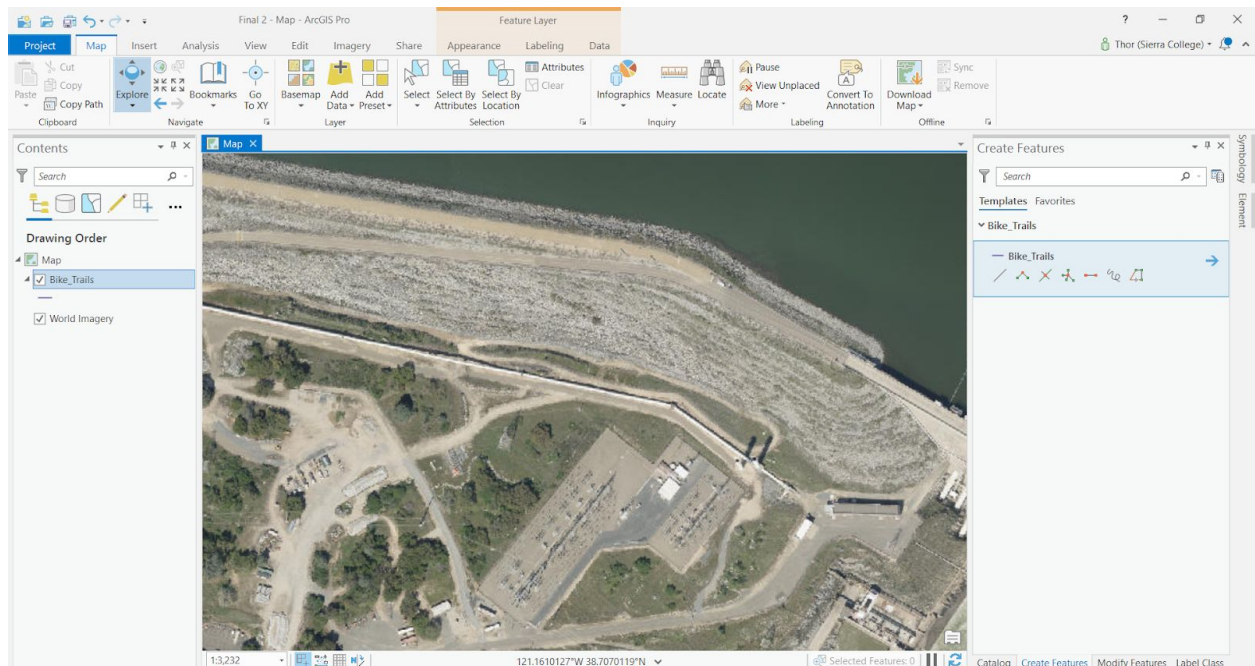 Final 2 - Map - ArcGIS Pro
Feature Layer
?
Project Map Insert Analysis View Edit Imagery Share Appearance Labeling Data
Thor (Sierra College)
Paste
Cut
Copy
Copy Path
Clipboard
Explore
Bookmarks
Go
To XY
Navigate
Basemap
Add
Data
Add
Preset
Layer
Select
Select By
Attributes
Select By
Location
Attributes
Clear
Selection
Infographics
Measure
Locate
Inquiry
Pause
View Unplaced
More
Convert To
Annotation
Labeling
Download
Map
Sync
Remove
Offline
Contents
Search
Drawing Order
Map
Bike_Trails
World Imagery
Map
1:3,232
121.1610127°W 38.7070119°N
Selected Features: 0
Create Features
Search
Templates Favorites
Bike_Trails
Bike_Trails
Catalog Create Features Modify Features Label Class
Symbology
Element